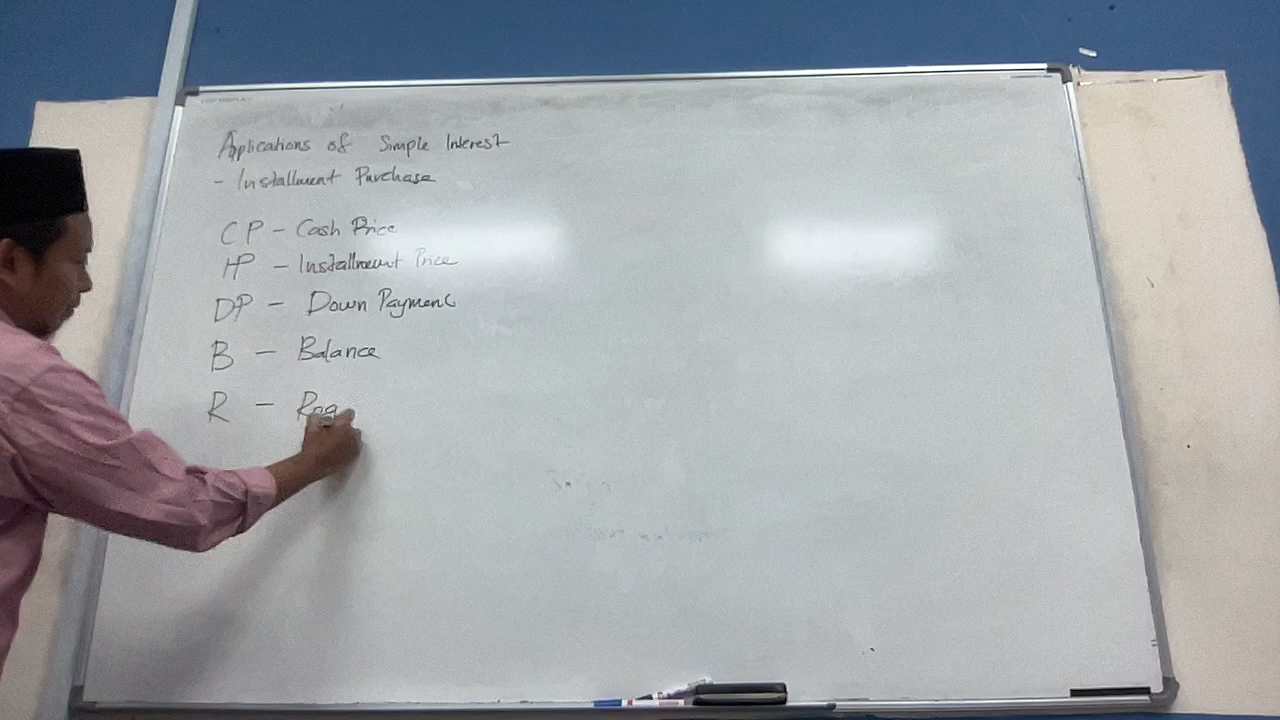 Applications of Simple Interest
- Installment Purchase
CP - Cash Price
IP - Installment Price
DP - Down Payment
B - Balance
R - Reg